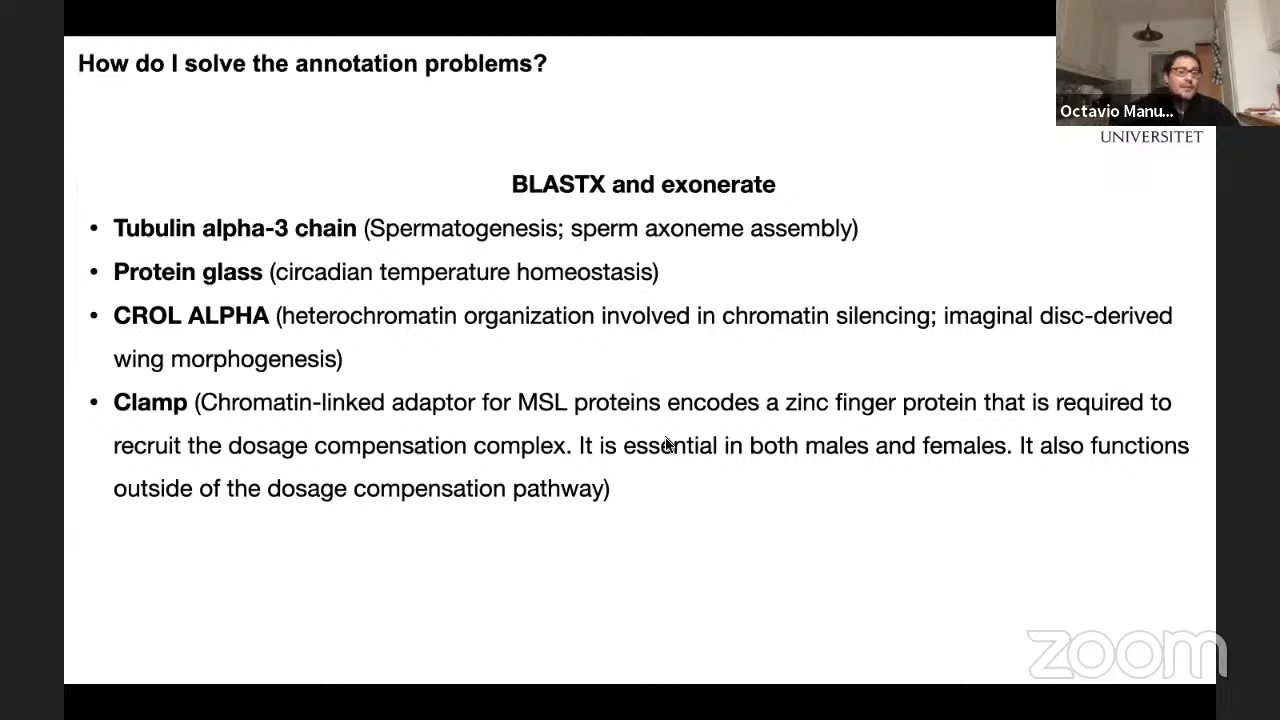 How do I solve the annotation problems?
Octavio Manu...
UNIVERSITET
BLASTX and exonerate
• Tubulin alpha-3 chain (Spermatogenesis; sperm axoneme assembly)
• Protein glass (circadian temperature homeostasis)
• CROL ALPHA (heterochromatin organization involved in chromatin silencing; imaginal disc-derived
wing morphogenesis)
• Clamp (Chromatin-linked adaptor for MSL proteins encodes a zinc finger protein that is required to
recruit the dosage compensation complex. It is essential in both males and females. It also functions
outside of the dosage compensation pathway)
zoom